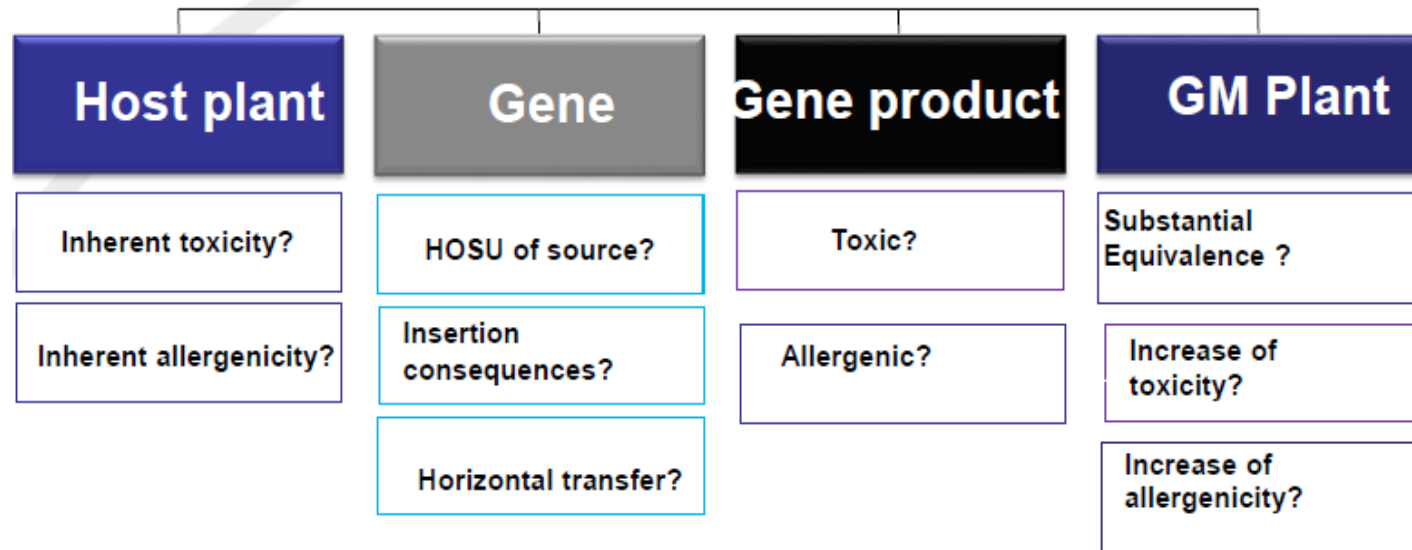 Host plant
Inherent toxicity?
Inherent allergenicity?
Gene
HOSU of source?
Insertion
consequences?
Horizontal transfer?
Gene product
Toxic?
Allergenic?
GM Plant
Substantial
Equivalence ?
Increase of
toxicity?
Increase of
allergenicity?